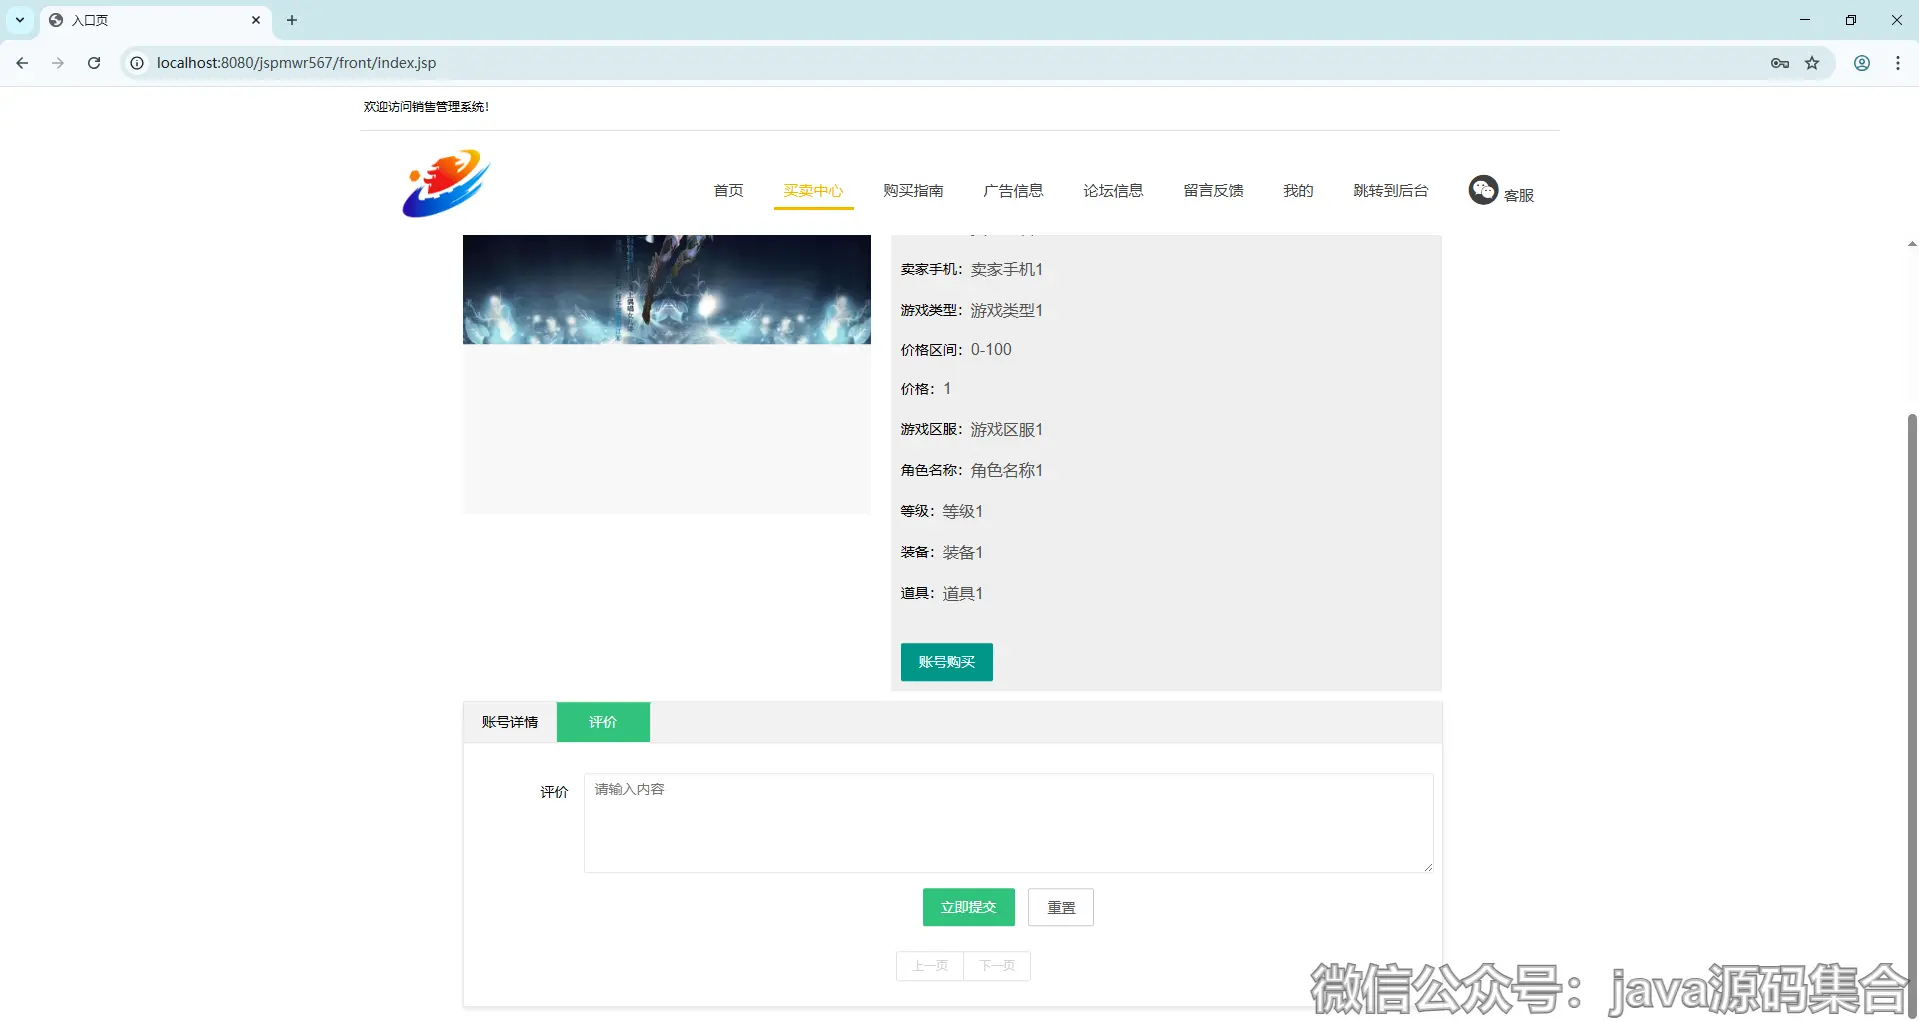 入口页
localhost:8080/jspmwr567/front/index.jsp
欢迎访问销售管理系统！
首页 买卖中心 购买指南 广告信息 论坛信息 留言反馈 我的 跳转到后台 客服
卖家手机： 卖家手机1
游戏类型： 游戏类型1
价格区间： 0-100
价格： 1
游戏区服： 游戏区服1
角色名称： 角色名称1
等级： 等级1
装备： 装备1
道具： 道具1
账号购买
账号详情 评价
评价 请输入内容
立即提交 重置
上一页 下一页
微信公众号：java源码集合